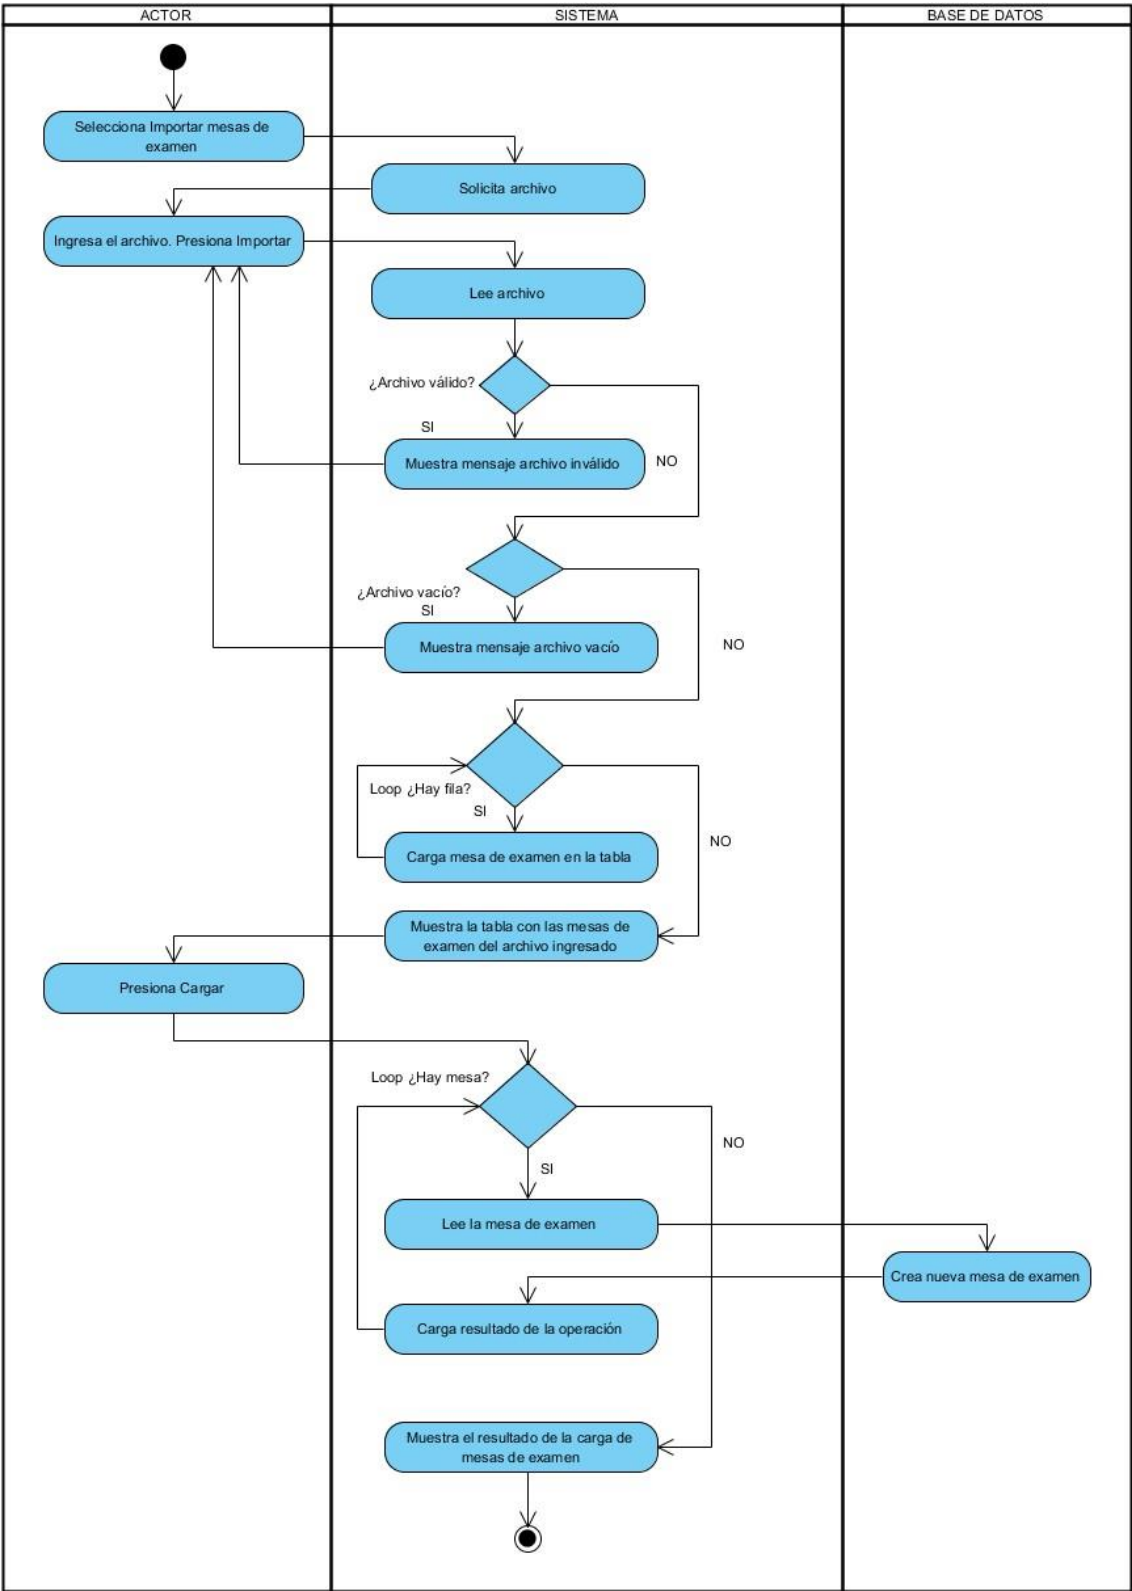 ACTOR
SISTEMA
BASE DE DATOS
Selecciona Importar mesas de
examen
Solicita archivo
Ingresa el archivo. Presiona Importar
Lee archivo
¿Archivo válido?
SI
Muestra mensaje archivo inválido
NO
¿Archivo vacío?
SI
Muestra mensaje archivo vacío
NO
Loop ¿Hay fila?
SI
Carga mesa de examen en la tabla
NO
Muestra la tabla con las mesas de
examen del archivo ingresado
Presiona Cargar
Loop ¿Hay mesa?
NO
SI
Lee la mesa de examen
Crea nueva mesa de examen
Carga resultado de la operación
Muestra el resultado de la carga de
mesas de examen